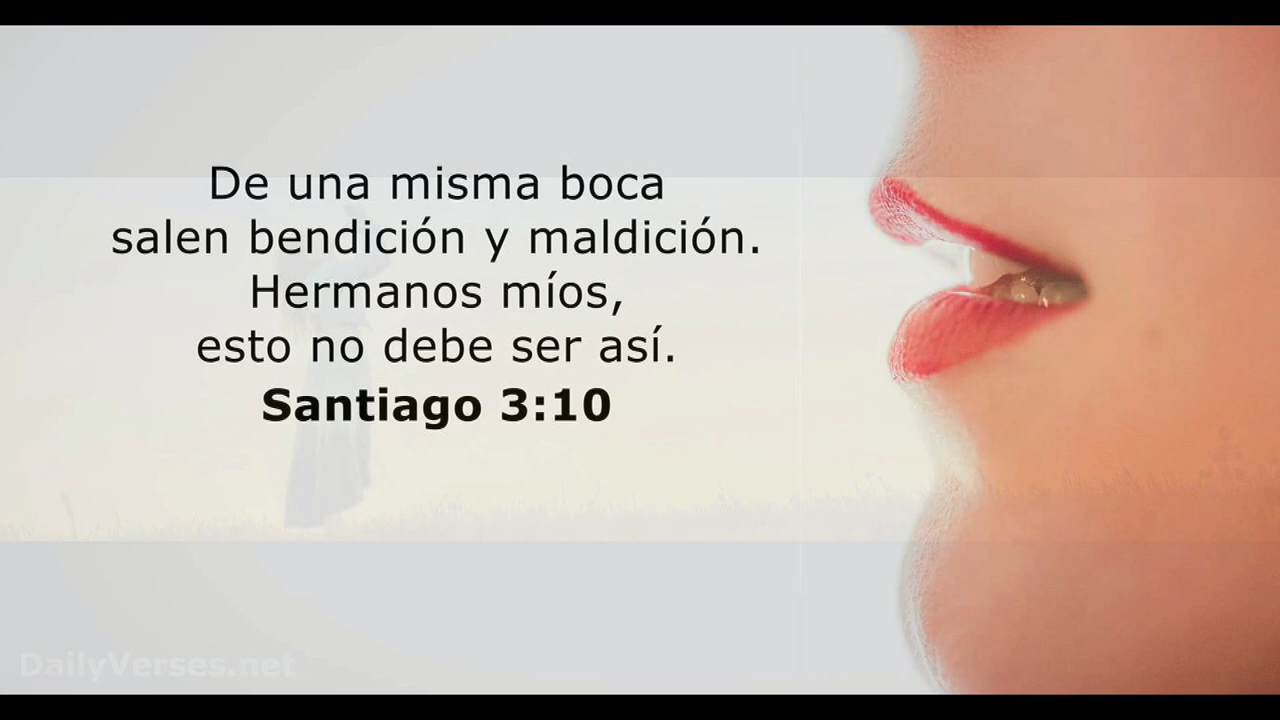 De una misma boca
salen bendición y maldición.
Hermanos míos,
esto no debe ser así.
Santiago 3:10
DailyVerses.net